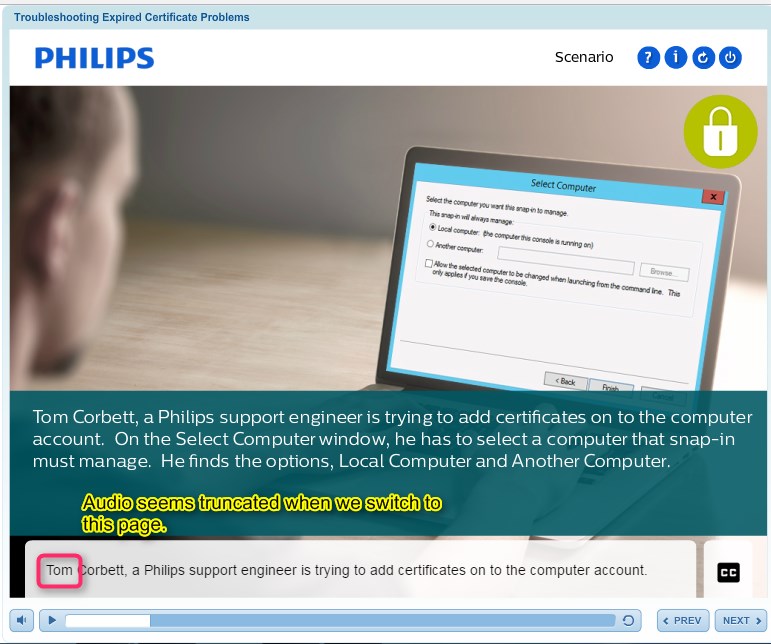 Troubleshooting Expired Certificate Problems
PHILIPS
Scenario
? i
Select Computer
x
Select the computer you want this snap-in to manage.
This snap-in will always manage:
Local computer: (the computer this console is running on)
Another computer:
Browse...
Allow the selected computer to be changed when launching from the command line. This
only applies if you save the console.
< Back Finish Cancel
Tom Corbett, a Philips support engineer is trying to add certificates on to the computer
account. On the Select Computer window, he has to select a computer that snap-in
must manage. He finds the options, Local Computer and Another Computer.
Audio seems truncated when we switch to
this page.
Tom Corbett, a Philips support engineer is trying to add certificates on to the computer account.
CC
< PREV NEXT >